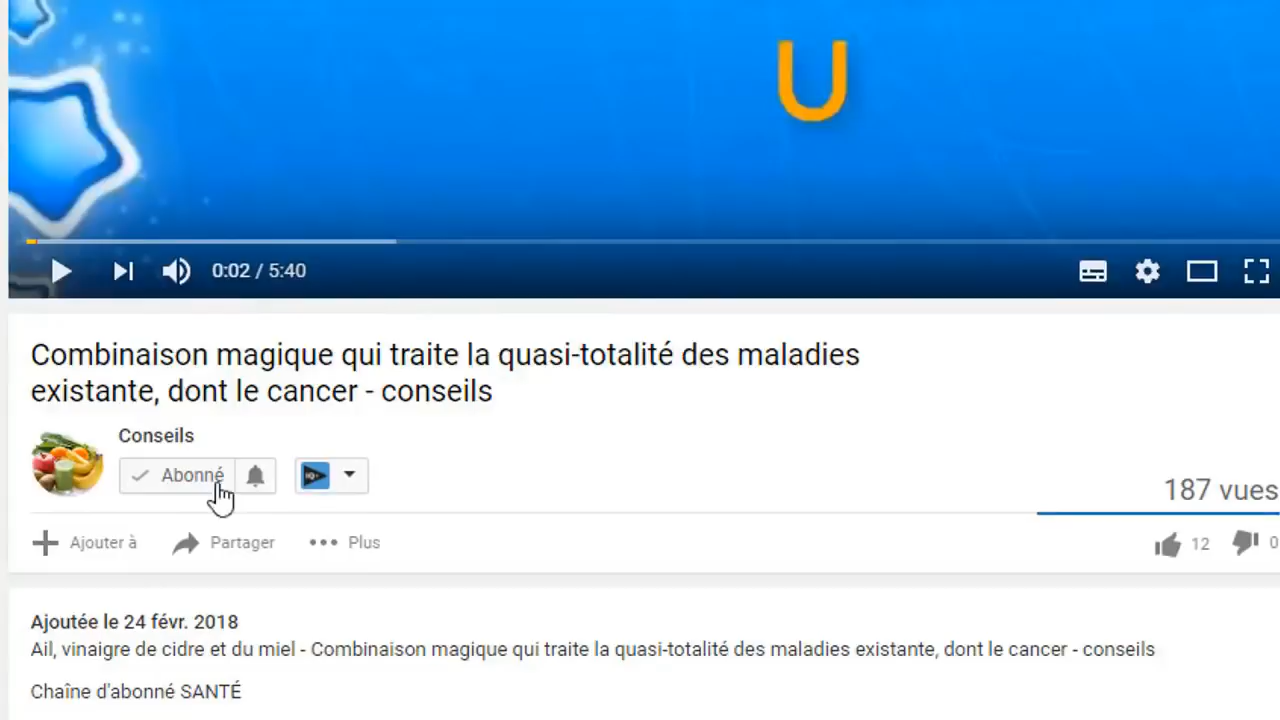 U
0:02 / 5:40
Combinaison magique qui traite la quasi-totalité des maladies
existante, dont le cancer - conseils
Conseils
Abonné
187 vues
Ajouter à
Partager
Plus
12
0
Ajoutée le 24 févr. 2018
Ail, vinaigre de cidre et du miel - Combinaison magique qui traite la quasi-totalité des maladies existante, dont le cancer - conseils
Chaîne d'abonné SANTÉ